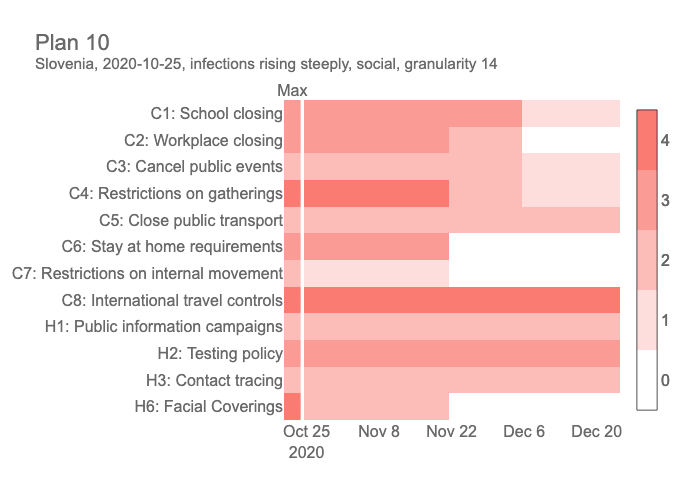 Plan 10
Slovenia, 2020-10-25, infections rising steeply, social, granularity 14
Max
C1: School closing
C2: Workplace closing
C3: Cancel public events
C4: Restrictions on gatherings
C5: Close public transport
C6: Stay at home requirements
C7: Restrictions on internal movement
C8: International travel controls
H1: Public information campaigns
H2: Testing policy
H3: Contact tracing
H6: Facial Coverings
Oct 25 Nov 8 Nov 22 Dec 6 Dec 20
2020
4
3
2
1
0